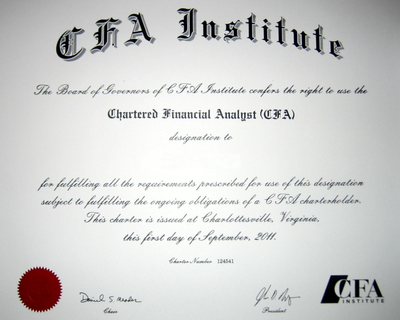 CFA Institute
The Board of Governors of CFA Institute confers the right to use the
Chartered Financial Analyst (CFA)
designation to
for fulfilling all the requirements prescribed for use of this designation
subject to fulfilling the ongoing obligations of a CFA charterholder.
This charter is issued at Charlottesville, Virginia,
this first day of September, 2011.
Charter Number 124541
Chair
President
CFA
INSTITUTE